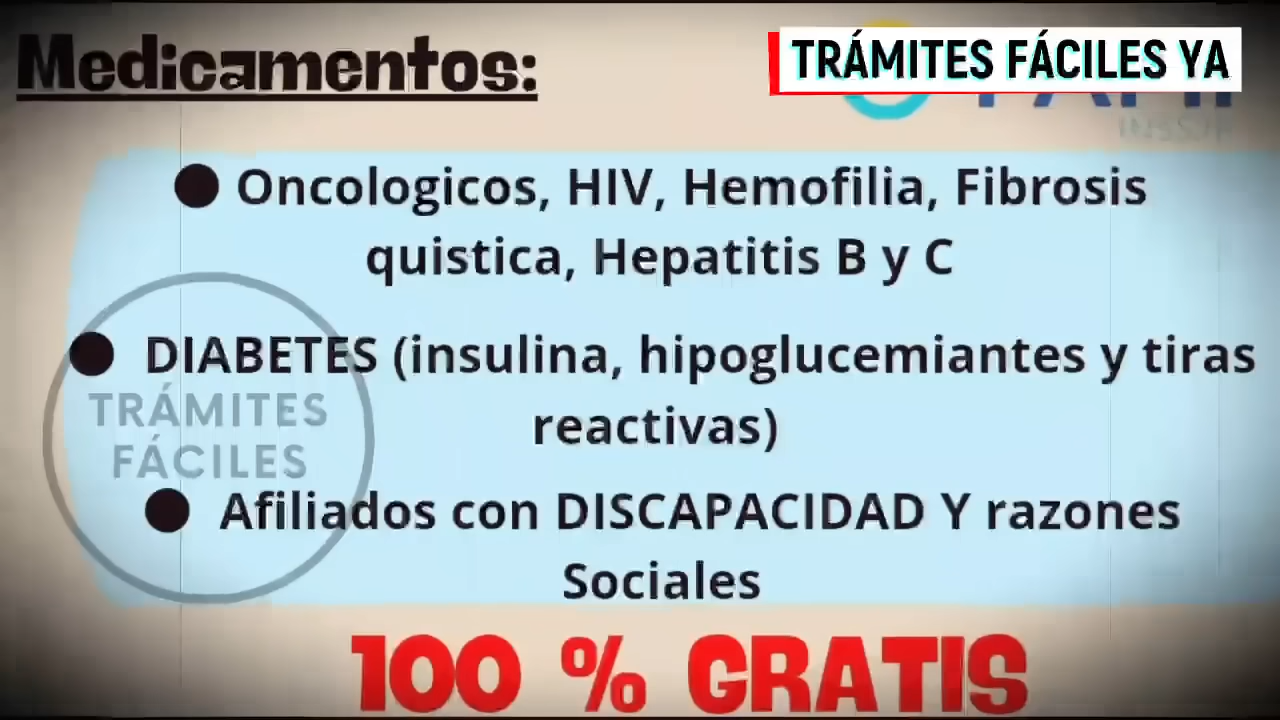 Medicamentos:
TRÁMITES FÁCILES YA
INSSJP
● Oncologicos, HIV, Hemofilia, Fibrosis
quistica, Hepatitis B y C
● DIABETES (insulina, hipoglucemiantes y tiras
reactivas)
TRÁMITES
FÁCILES
● Afiliados con DISCAPACIDAD Y razones
Sociales
100 % GRATIS